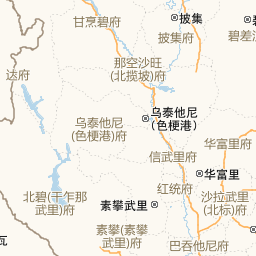 甘烹碧府
披集
披集府
碧
碧差
达府
那空沙旺
(北揽坡)府
乌泰他尼
(色梗港)
乌泰他尼
(色梗港)府
华富里府
信武里府
华富里
红统府
北碧(干乍那
武里)府
素攀武里
沙拉武里
(北标)府
素攀(素攀
武里)府
巴吞他尼府
瓦